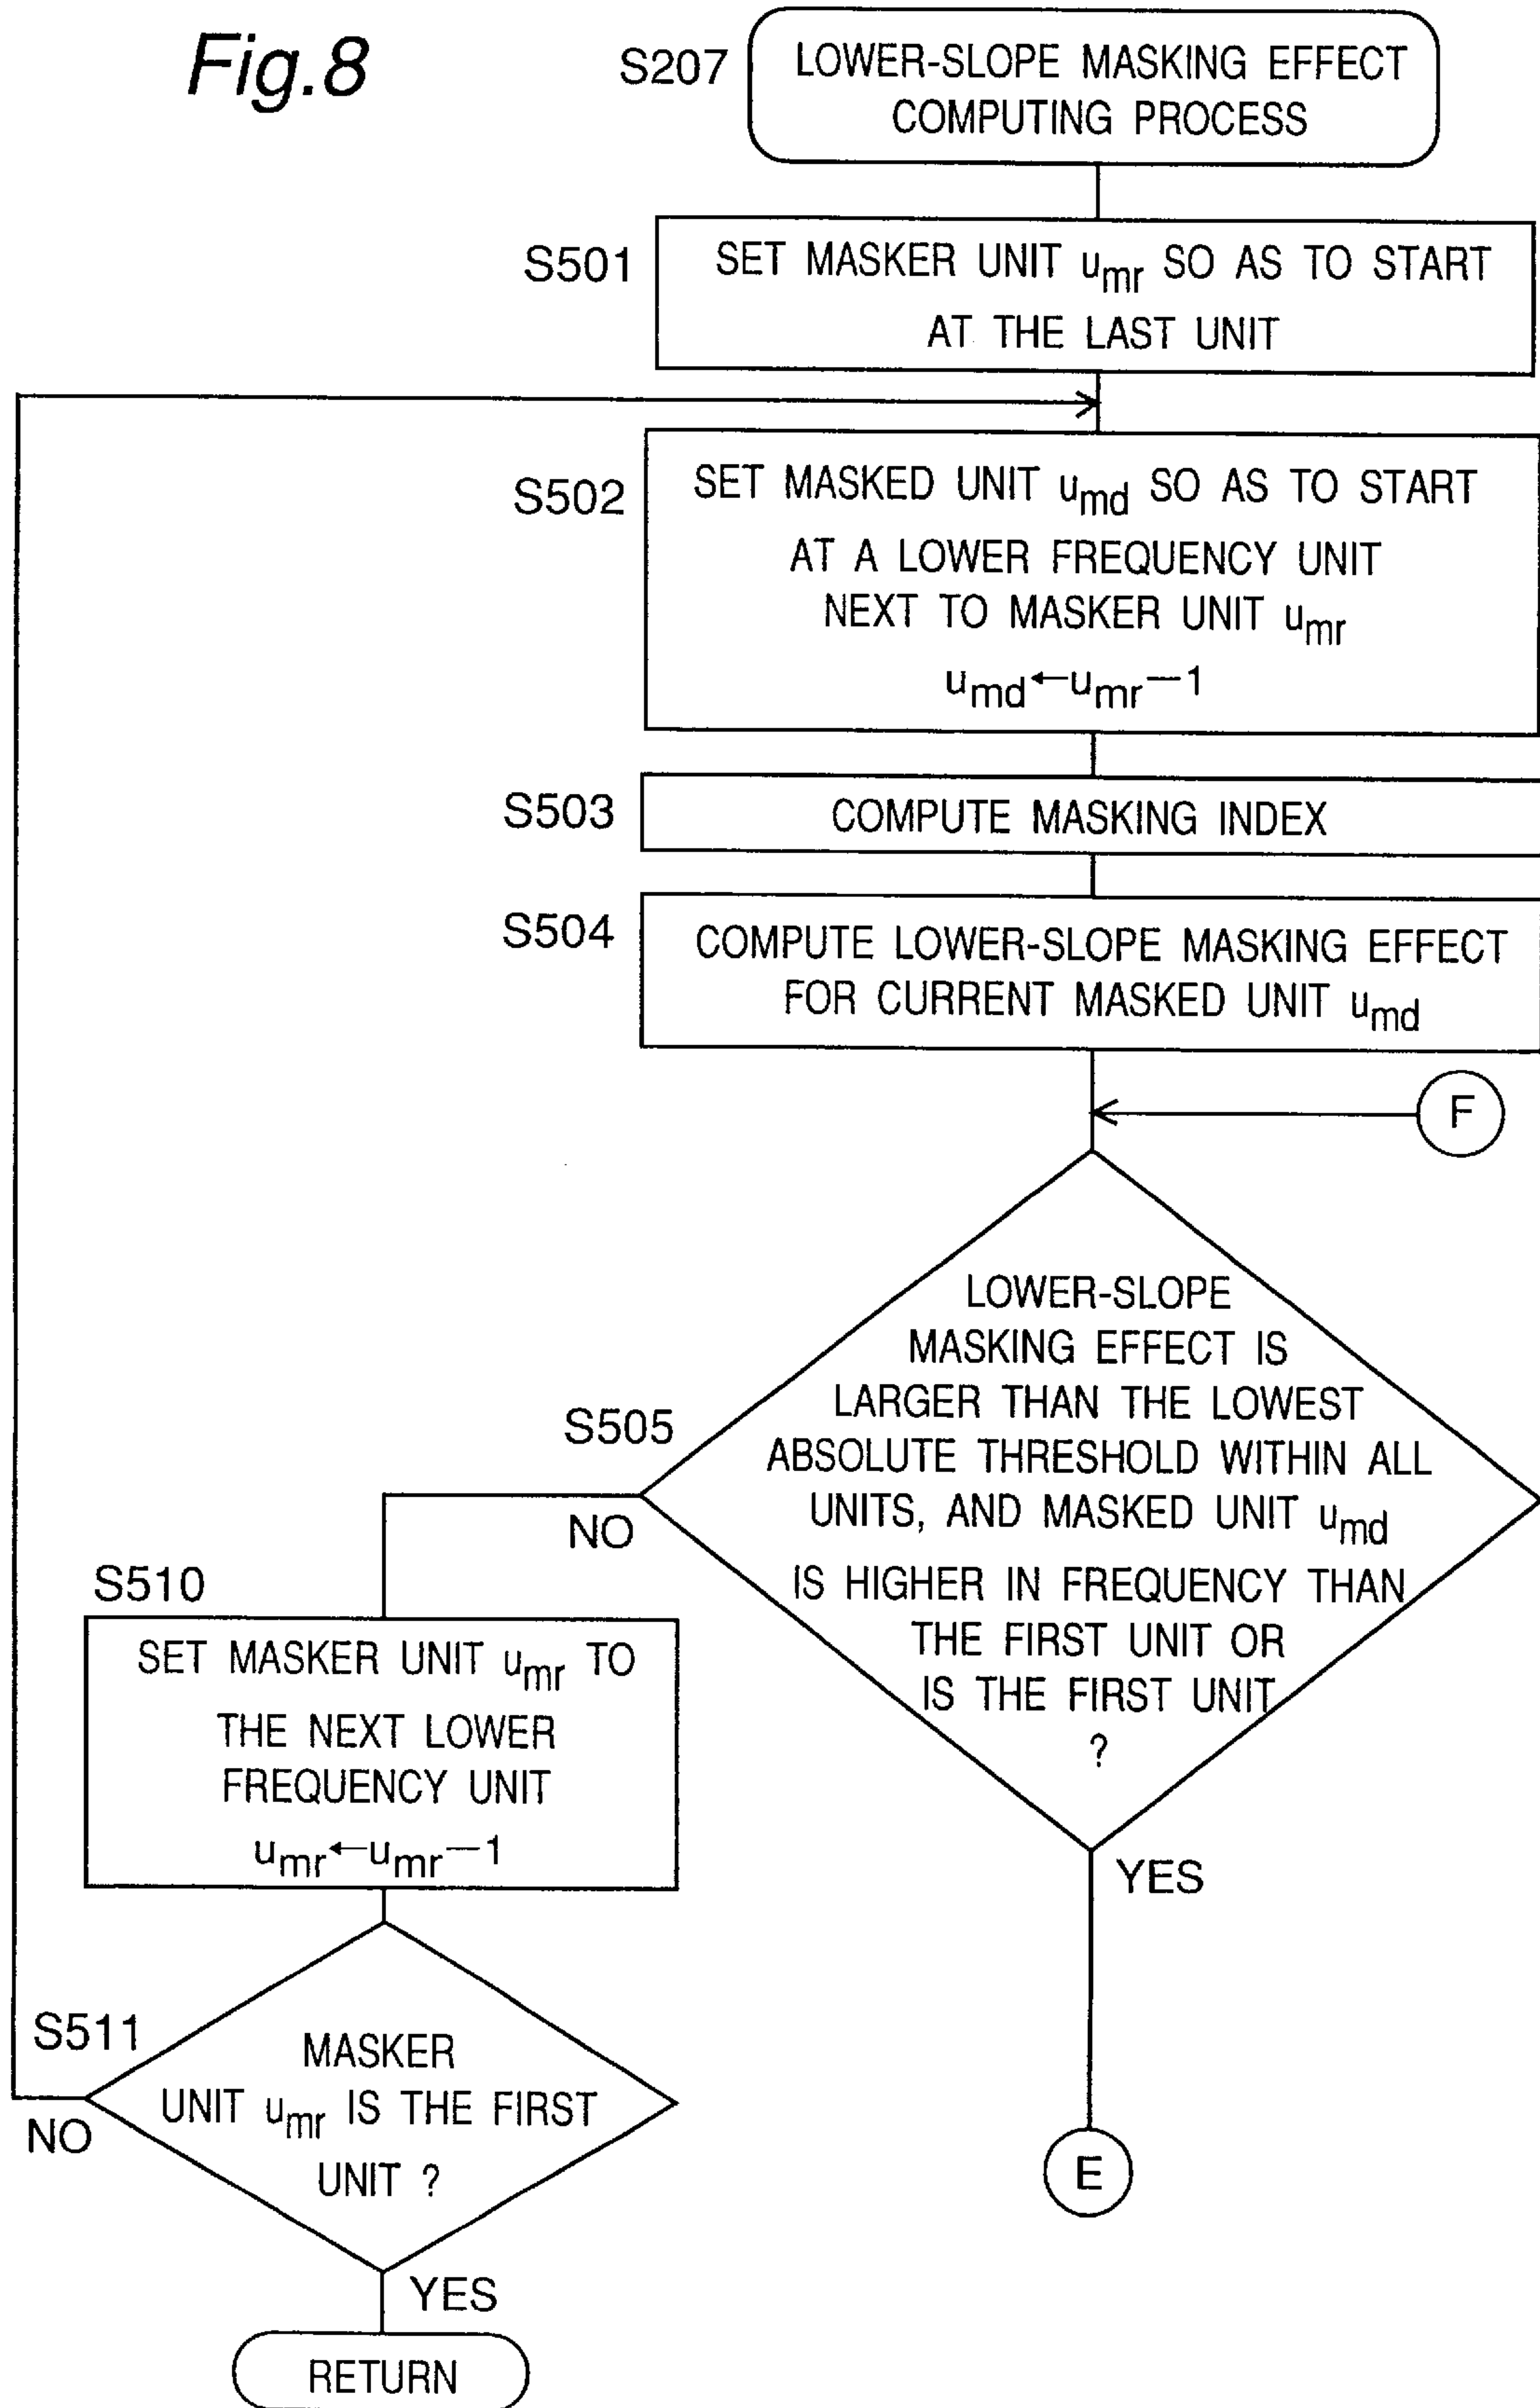 Fig.8
S207
LOWER-SLOPE MASKING EFFECT
COMPUTING PROCESS
S501
SET MASKER UNIT umr SO AS TO START
AT THE LAST UNIT
S502
SET MASKED UNIT umd SO AS TO START
AT A LOWER FREQUENCY UNIT
NEXT TO MASKER UNIT umr
umd←umr—1
S503
COMPUTE MASKING INDEX
S504
COMPUTE LOWER-SLOPE MASKING EFFECT
FOR CURRENT MASKED UNIT umd
F
S505
LOWER-SLOPE
MASKING EFFECT IS
LARGER THAN THE LOWEST
ABSOLUTE THRESHOLD WITHIN ALL
UNITS, AND MASKED UNIT umd
IS HIGHER IN FREQUENCY THAN
THE FIRST UNIT OR
IS THE FIRST UNIT
?
NO
YES
E
S510
SET MASKER UNIT umr TO
THE NEXT LOWER
FREQUENCY UNIT
umr←umr—1
S511
MASKER
UNIT umr IS THE FIRST
UNIT ?
NO
YES
RETURN